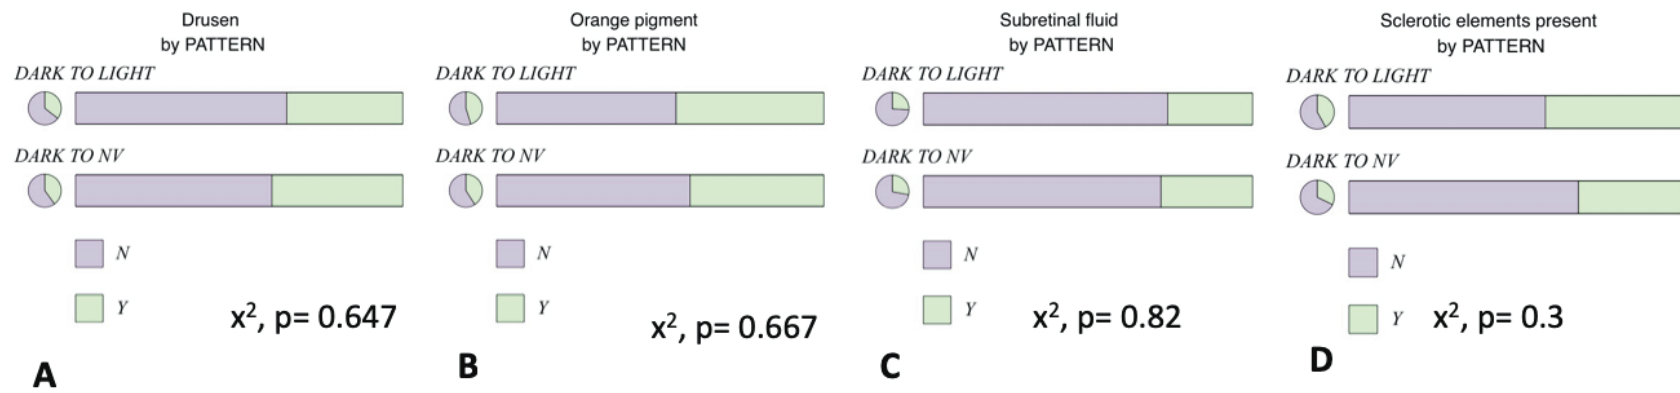 Drusen
by PATTERN
DARK TO LIGHT
DARK TO NV
N
Y
x², p= 0.647
A
Orange pigment
by PATTERN
DARK TO LIGHT
DARK TO NV
N
Y
x², p= 0.667
B
Subretinal fluid
by PATTERN
DARK TO LIGHT
DARK TO NV
N
Y
x², p= 0.82
C
Sclerotic elements present
by PATTERN
DARK TO LIGHT
DARK TO NV
N
Y
x², p= 0.3
D